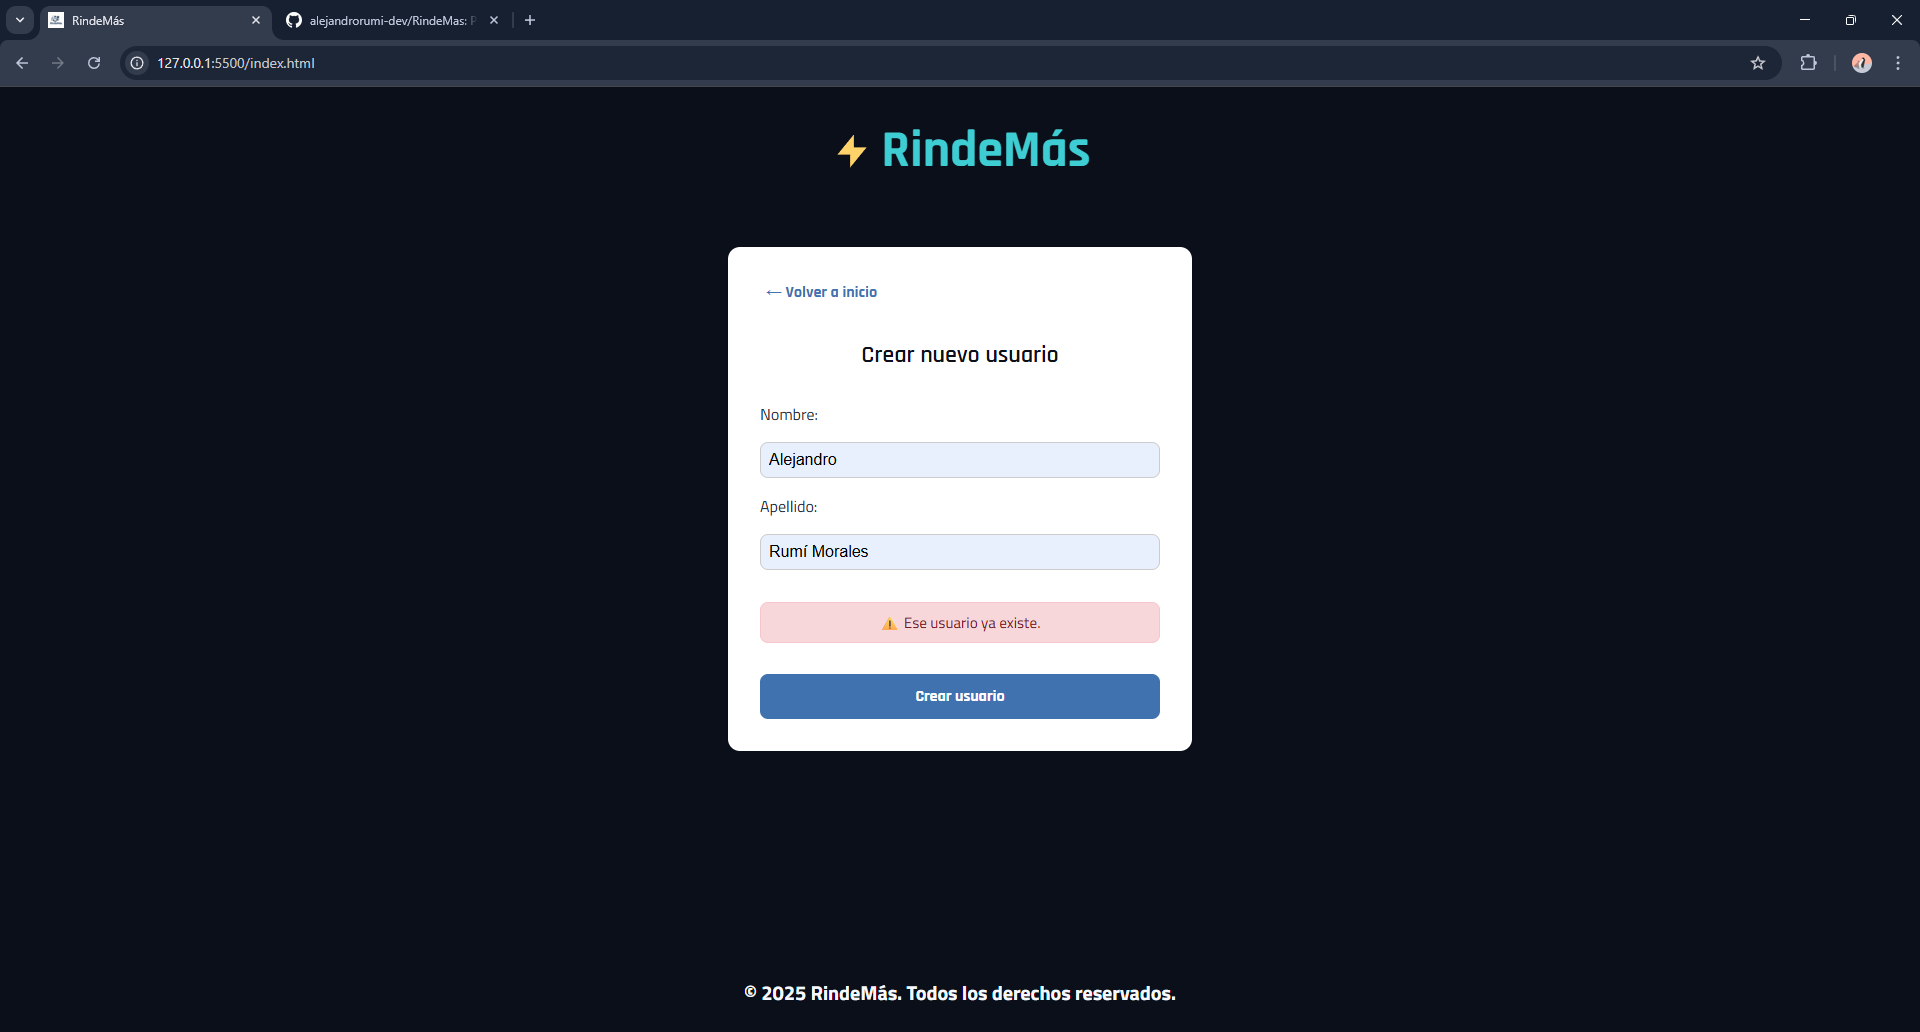 RindeMás
alejandrorumi-dev/RindeMas: P
127.0.0.1:5500/index.html
⚡ RindeMás
← Volver a inicio
Crear nuevo usuario
Nombre:
Alejandro
Apellido:
Rumí Morales
⚠️ Ese usuario ya existe.
Crear usuario
© 2025 RindeMás. Todos los derechos reservados.